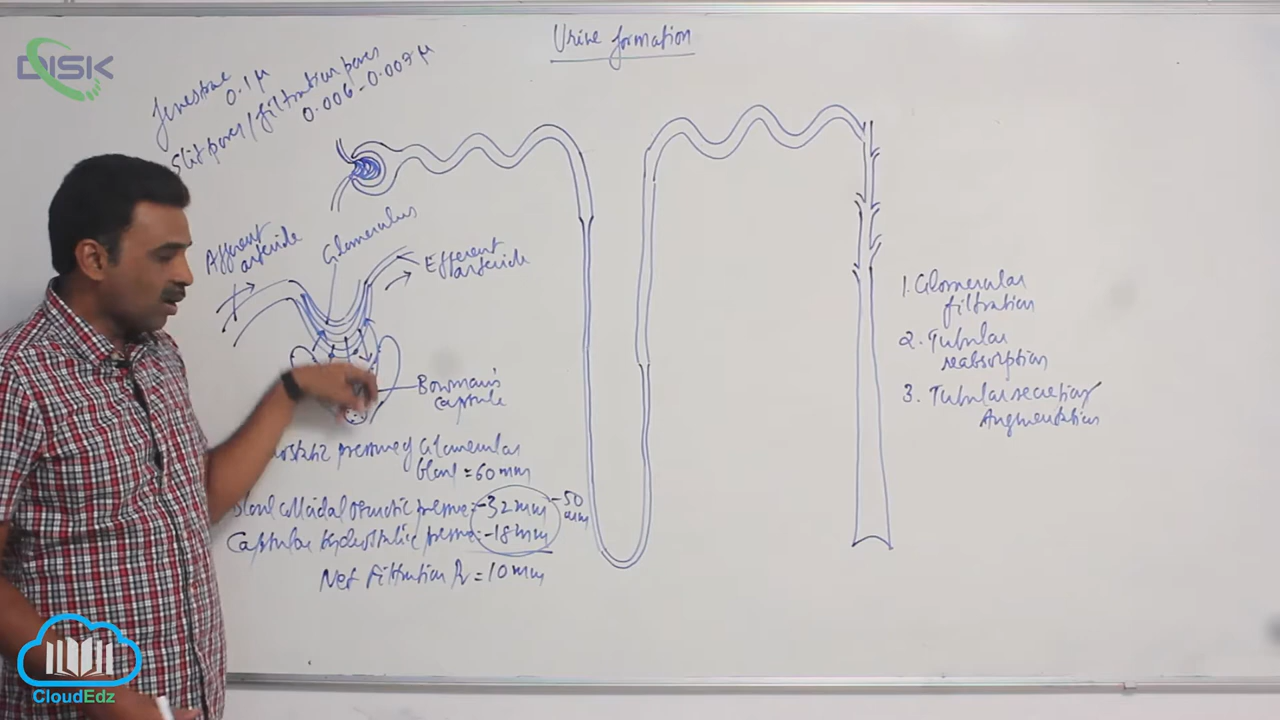 DISK
Urine formation
fenestrae
0.1 μ
Slit pores/filtration pores
0.006-0.007 μ
Afferent
arteriole
Glomerulus
Efferent
arteriole
Bowman's
capsule
pressure of Glomerular
blood = 60 mm
Blood colloidal osmotic pressure: -32 mm
-50
mm
Capsular hydrostatic pressure: -18 mm
Net Filtration Pr = 10 mm
1. Glomerular
filtration
2. Tubular
reabsorption
3. Tubular secretion/
Augmentation
CloudEdz